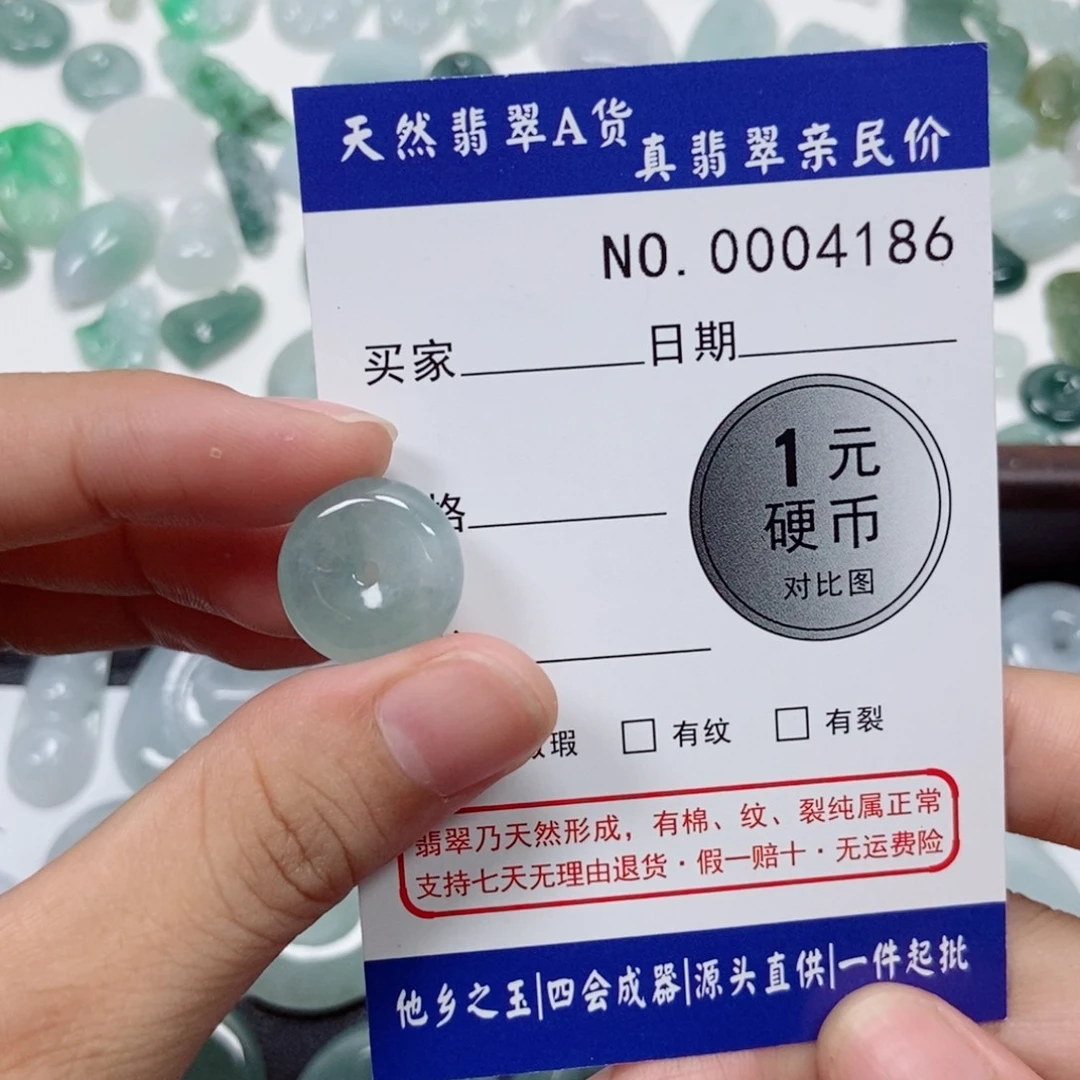 天然翡翠A货 真翡翠亲民价
NO.0004186
买家 日期
格
1元
硬币
对比图
瑕 有纹 有裂
翡翠乃天然形成，有棉、纹、裂纯属正常
支持七天无理由退货·假一赔十·无运费险
他乡之玉|四会成器|源头直供|一件起批